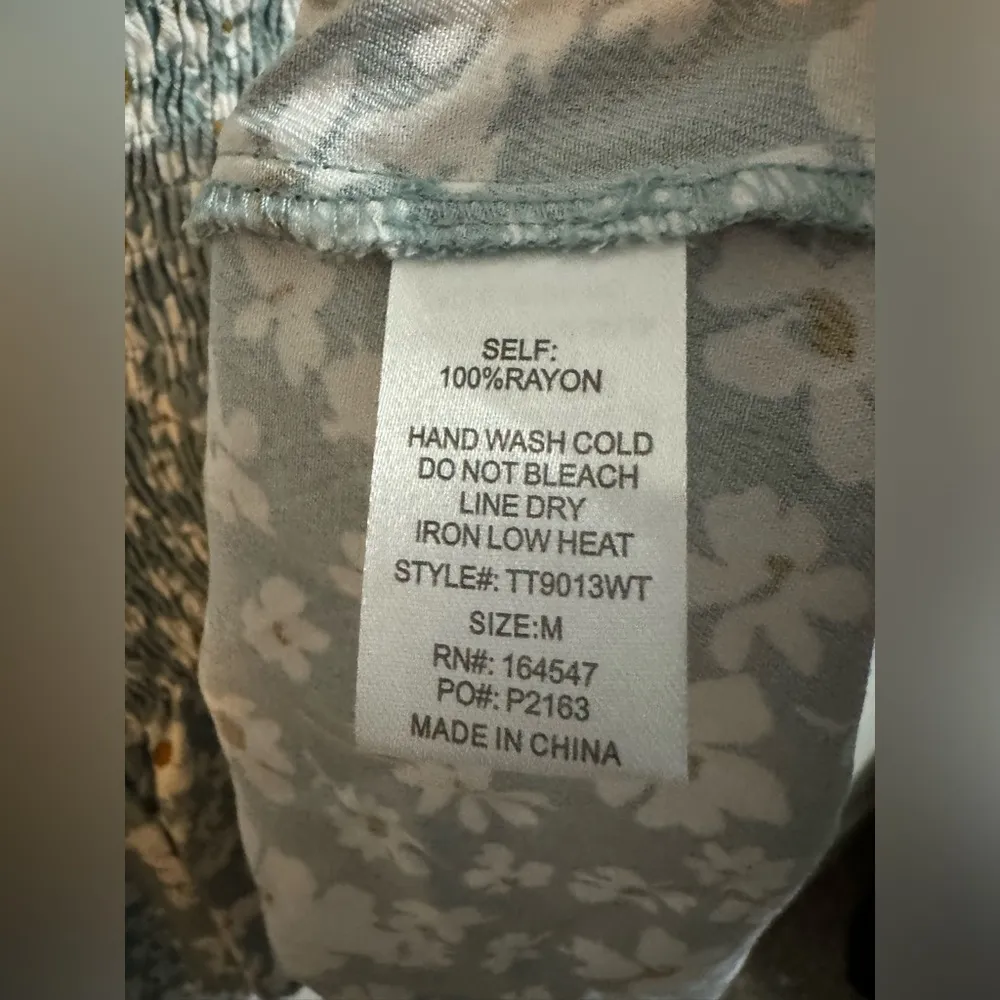 SELF:
100%RAYON
HAND WASH COLD
DO NOT BLEACH
LINE DRY
IRON LOW HEAT
STYLE#: TT9013WT
SIZE:M
RN#: 164547
PO#: P2163
MADE IN CHINA